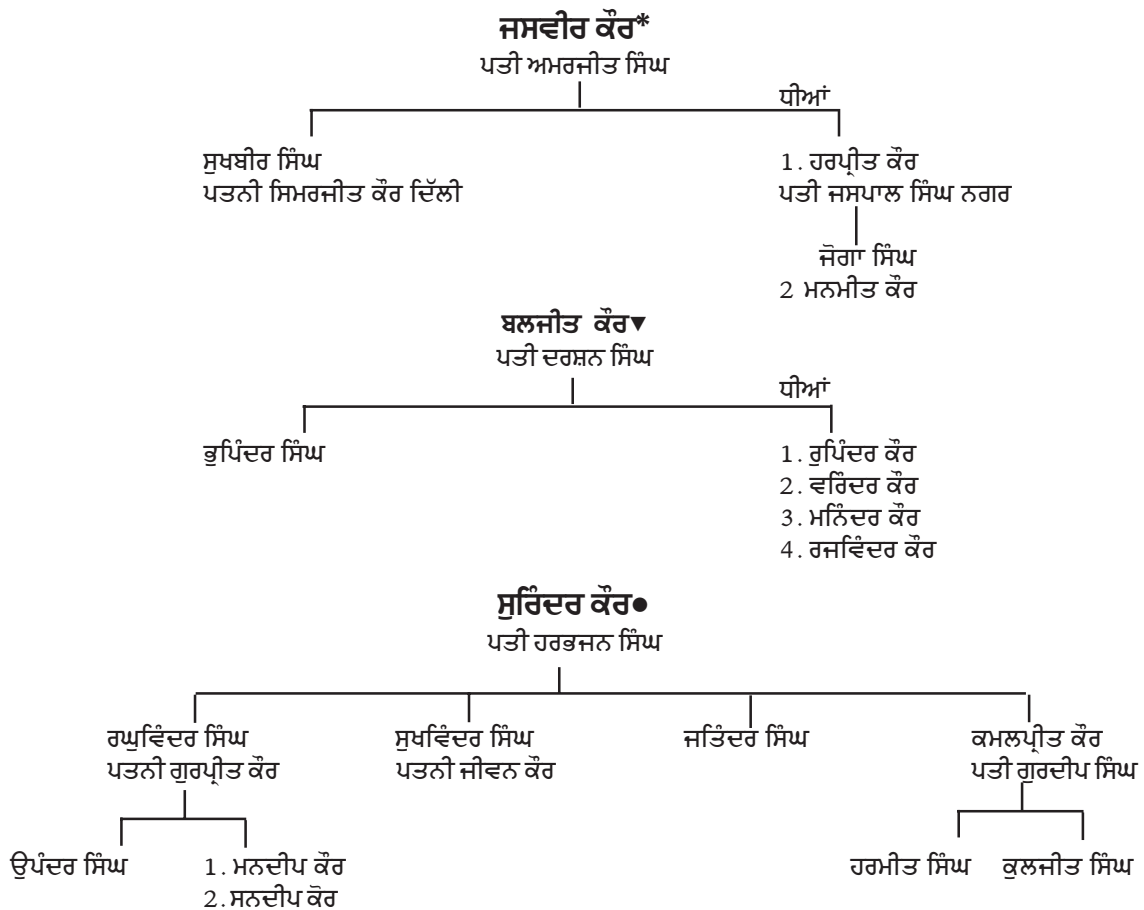 ਜਸਵੀਰ ਕੌਰ*
ਪਤੀ ਅਮਰਜੀਤ ਸਿੰਘ
ਧੀਆਂ
ਸੁਖਬੀਰ ਸਿੰਘ
ਪਤਨੀ ਸਿਮਰਜੀਤ ਕੌਰ ਦਿੱਲੀ
1. ਹਰਪ੍ਰੀਤ ਕੌਰ
ਪਤੀ ਜਸਪਾਲ ਸਿੰਘ ਨਗਰ
ਜੋਗਾ ਸਿੰਘ
2 ਮਨਮੀਤ ਕੌਰ
ਬਲਜੀਤ ਕੌਰ▼
ਪਤੀ ਦਰਸ਼ਨ ਸਿੰਘ
ਧੀਆਂ
ਭੁਪਿੰਦਰ ਸਿੰਘ
1. ਰੁਪਿੰਦਰ ਕੌਰ
2. ਵਰਿੰਦਰ ਕੌਰ
3. ਮਨਿੰਦਰ ਕੌਰ
4. ਰਜਵਿੰਦਰ ਕੌਰ
ਸੁਰਿੰਦਰ ਕੌਰ●
ਪਤੀ ਹਰਭਜਨ ਸਿੰਘ
ਰਘੁਵਿੰਦਰ ਸਿੰਘ
ਪਤਨੀ ਗੁਰਪ੍ਰੀਤ ਕੌਰ
ਸੁਖਵਿੰਦਰ ਸਿੰਘ
ਪਤਨੀ ਜੀਵਨ ਕੌਰ
ਜਤਿੰਦਰ ਸਿੰਘ
ਕਮਲਪ੍ਰੀਤ ਕੌਰ
ਪਤੀ ਗੁਰਦੀਪ ਸਿੰਘ
ਉਪੰਦਰ ਸਿੰਘ
1. ਮਨਦੀਪ ਕੌਰ
2. ਸਨਦੀਪ ਕੋਰ
ਹਰਮੀਤ ਸਿੰਘ
ਕੁਲਜੀਤ ਸਿੰਘ